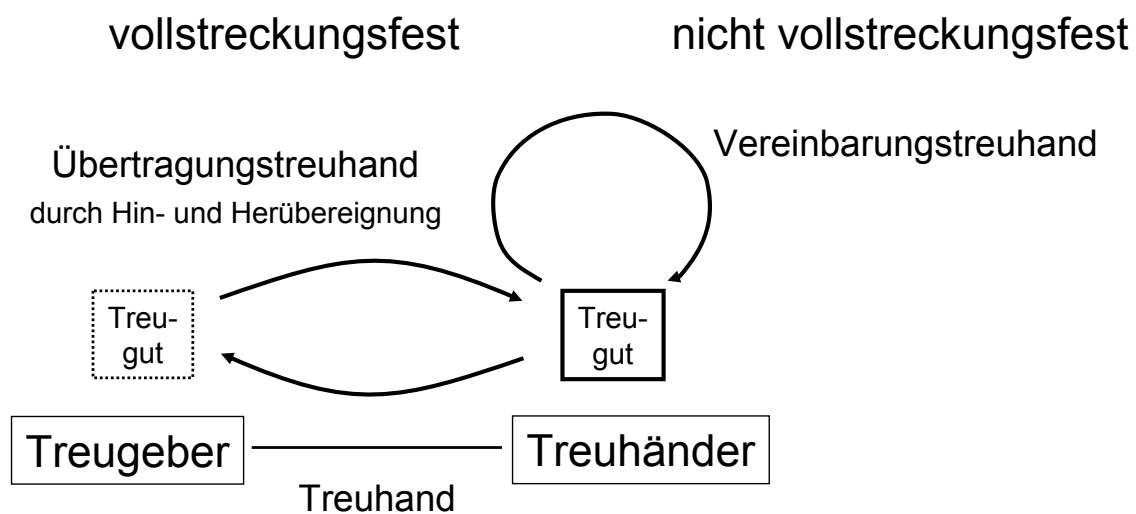 vollstreckungsfest
nicht vollstreckungsfest
Übertragungstreuhand
durch Hin- und Herübereignung
Vereinbarungstreuhand
Treu-
gut
Treu-
gut
Treugeber
Treuhänder
Treuhand